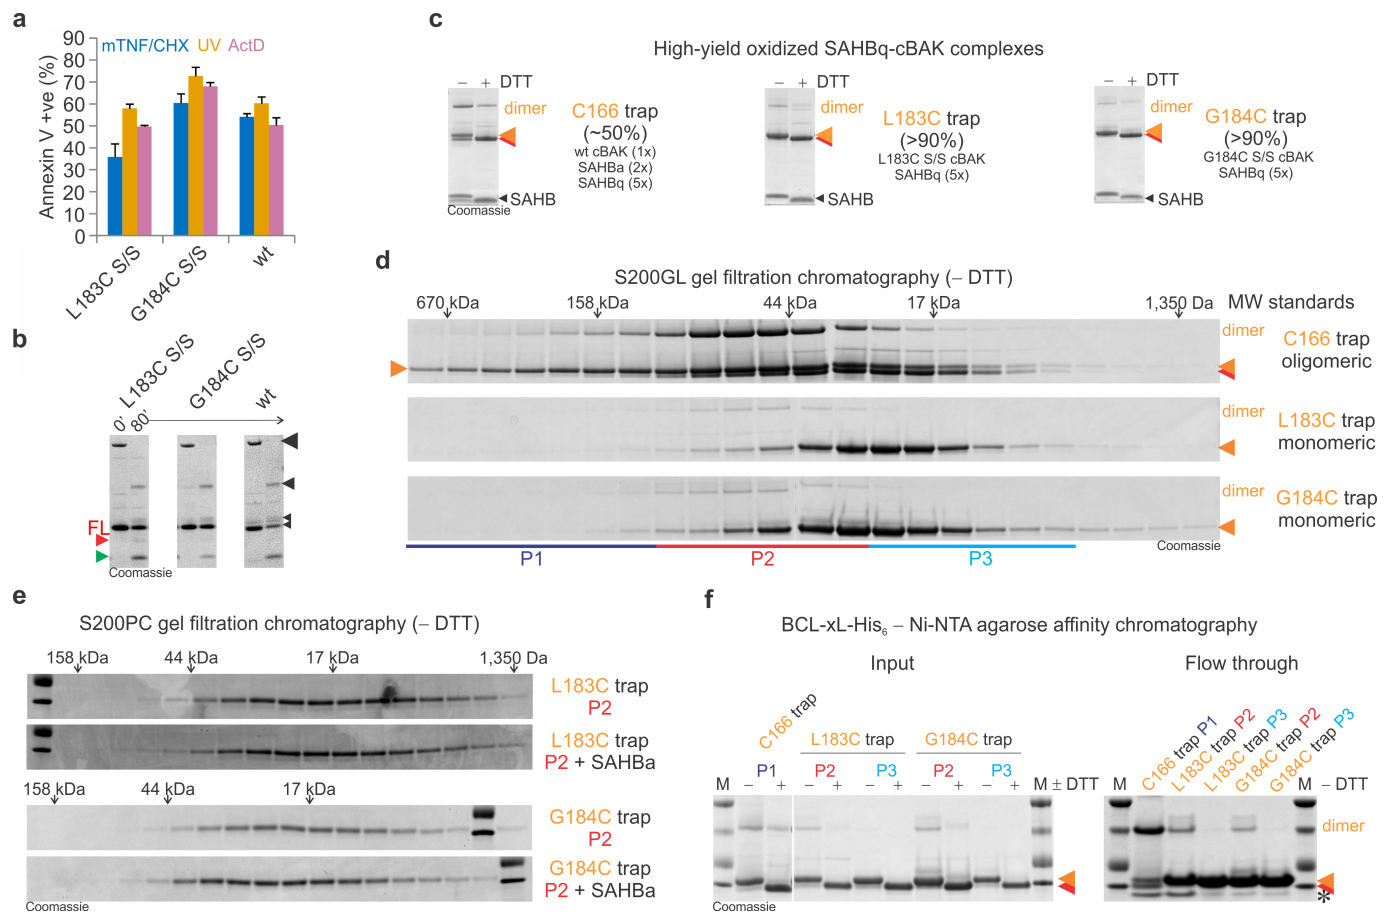 a
90
80
70
60
50
40
30
20
10
0
Annexin V +ve (%)
mTNF/CHX UV ActD
L183C S/S
G184C S/S
wt
b
L183C S/S
G184C S/S
wt
0' 80'
FL
Coomassie
c
High-yield oxidized SAHBq-cBAK complexes
– + DTT
dimer
C166 trap
(~50%)
wt cBAK (1x)
SAHBa (2x)
SAHBq (5x)
SAHB
Coomassie
– + DTT
dimer
L183C trap
(>90%)
L183C S/S cBAK
SAHBq (5x)
SAHB
– + DTT
dimer
G184C trap
(>90%)
G184C S/S cBAK
SAHBq (5x)
SAHB
d
S200GL gel filtration chromatography (– DTT)
670 kDa 158 kDa 44 kDa 17 kDa 1,350 Da MW standards
dimer
C166 trap
oligomeric
dimer
L183C trap
monomeric
dimer
G184C trap
monomeric
P1 P2 P3
Coomassie
e
S200PC gel filtration chromatography (– DTT)
158 kDa 44 kDa 17 kDa 1,350 Da
L183C trap
P2
L183C trap
P2 + SAHBa
158 kDa 44 kDa 17 kDa
G184C trap
P2
G184C trap
P2 + SAHBa
Coomassie
f
BCL-xL-His₆ – Ni-NTA agarose affinity chromatography
Input
C166 trap
L183C trap G184C trap
P1 P2 P3 P2 P3
M – + – + – + – + – + M ± DTT
Coomassie
Flow through
C166 trap P1
L183C trap P2
L183C trap P3
G184C trap P2
G184C trap P3
M M – DTT
dimer
*